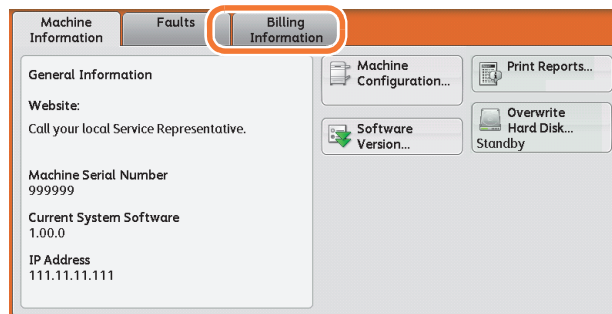 Machine
Information
Faults
Billing
Information
General Information
Website:
Call your local Service Representative.
Machine Serial Number
999999
Current System Software
1.00.0
IP Address
111.11.11.111
Machine
Configuration...
Print Reports...
Software
Version...
Overwrite
Hard Disk...
Standby